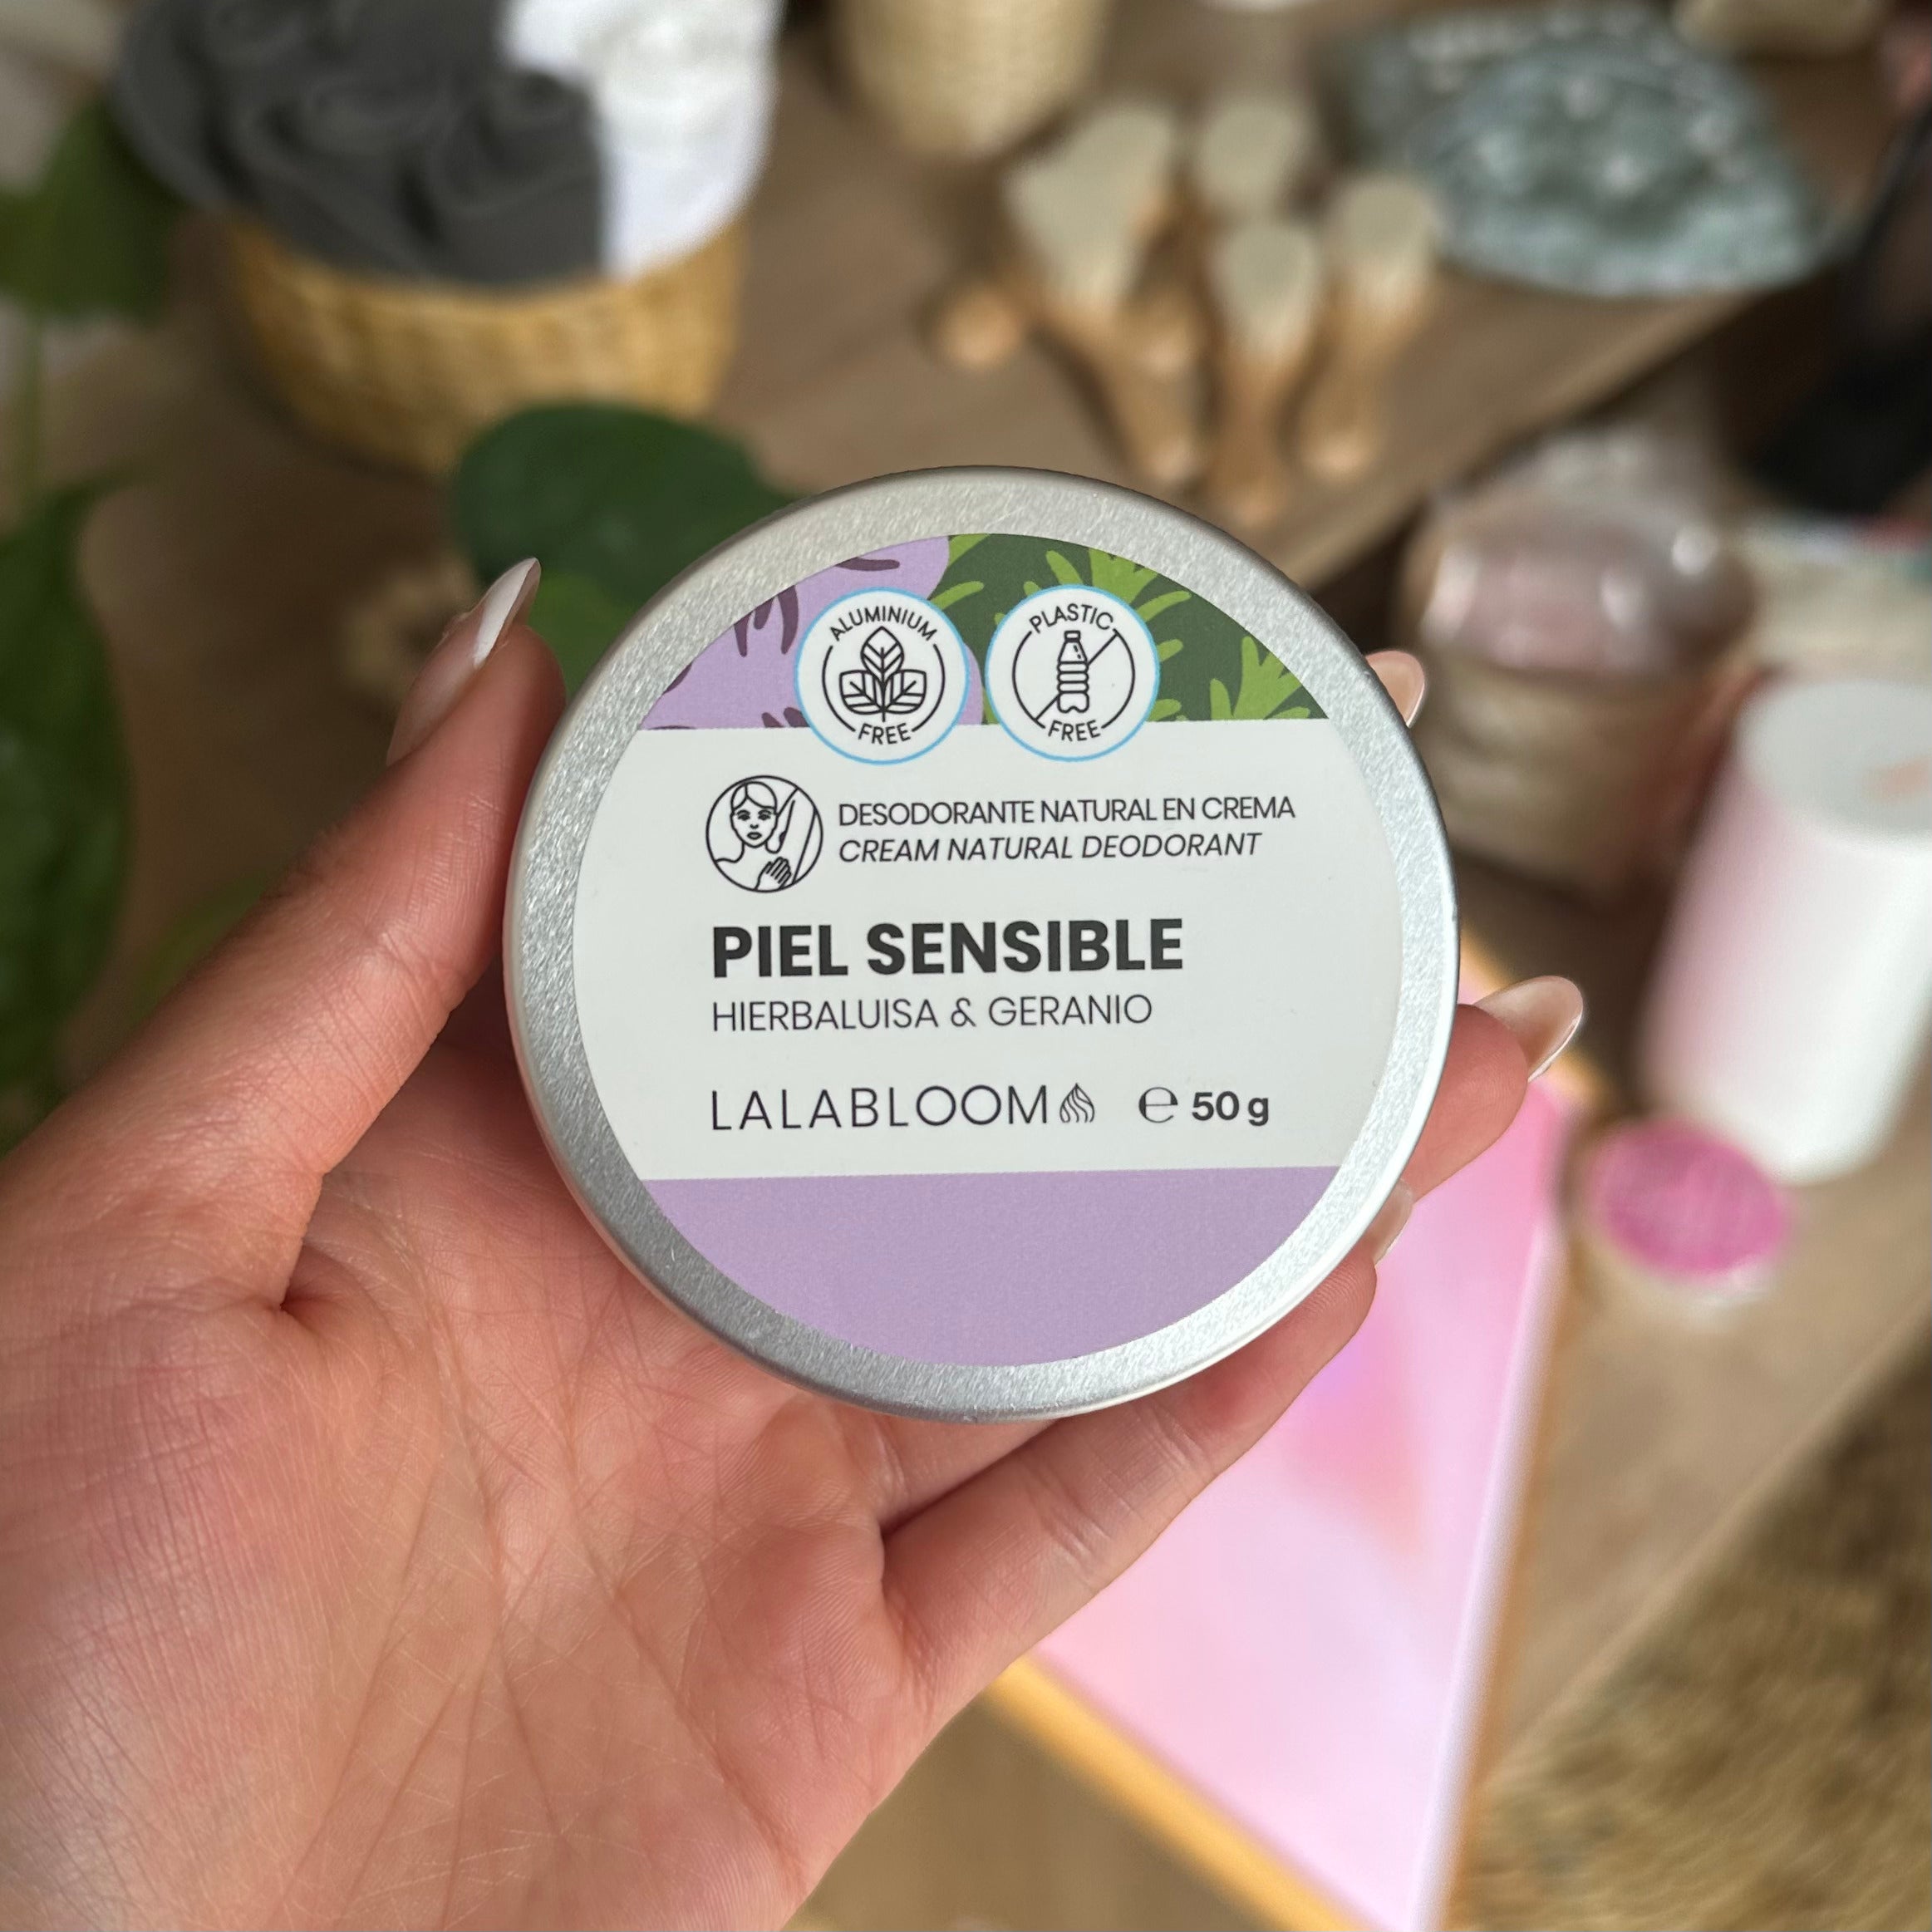 ALUMINIUM
FREE
PLASTIC
FREE
DESODORANTE NATURAL EN CREMA
CREAM NATURAL DEODORANT
PIEL SENSIBLE
HIERBALUISA & GERANIO
LALABLOOM ℮ 50 g